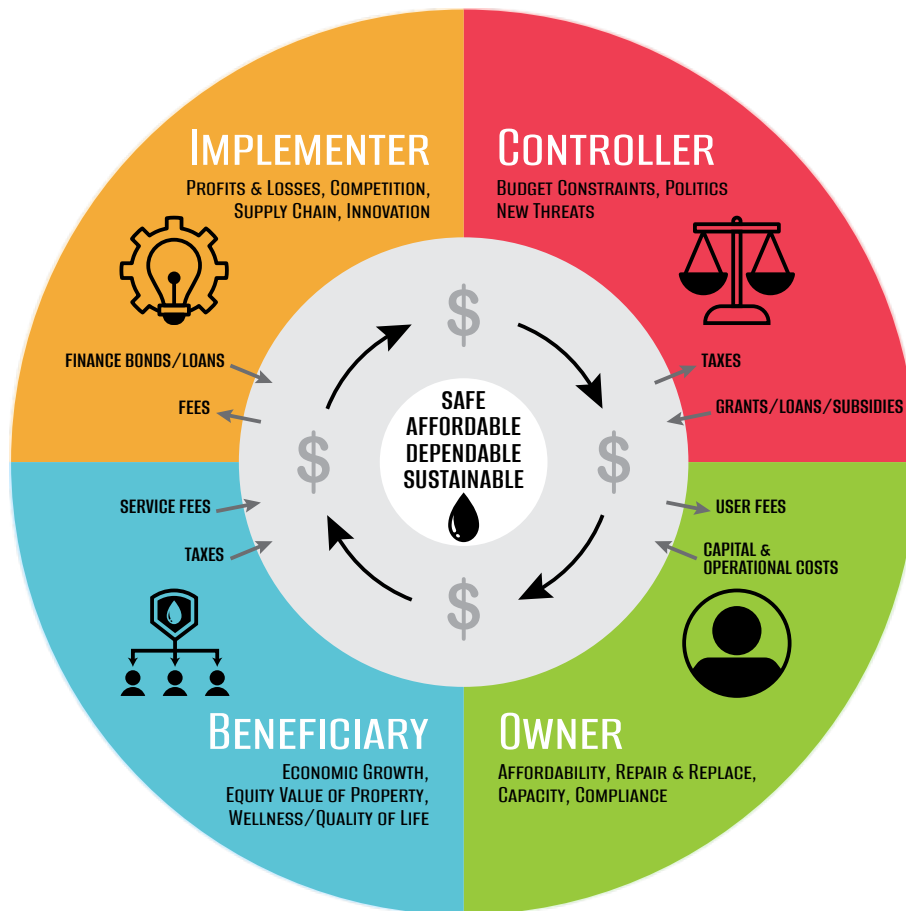 IMPLEMENTER
PROFITS & LOSSES, COMPETITION,
SUPPLY CHAIN, INNOVATION
CONTROLLER
BUDGET CONSTRAINTS, POLITICS
NEW THREATS
$
FINANCE BONDS/LOANS
FEES
TAXES
GRANTS/LOANS/SUBSIDIES
$
SAFE
AFFORDABLE
DEPENDABLE
SUSTAINABLE
$
SERVICE FEES
TAXES
USER FEES
CAPITAL &
OPERATIONAL COSTS
$
BENEFICIARY
ECONOMIC GROWTH,
EQUITY VALUE OF PROPERTY,
WELLNESS/QUALITY OF LIFE
OWNER
AFFORDABILITY, REPAIR & REPLACE,
CAPACITY, COMPLIANCE